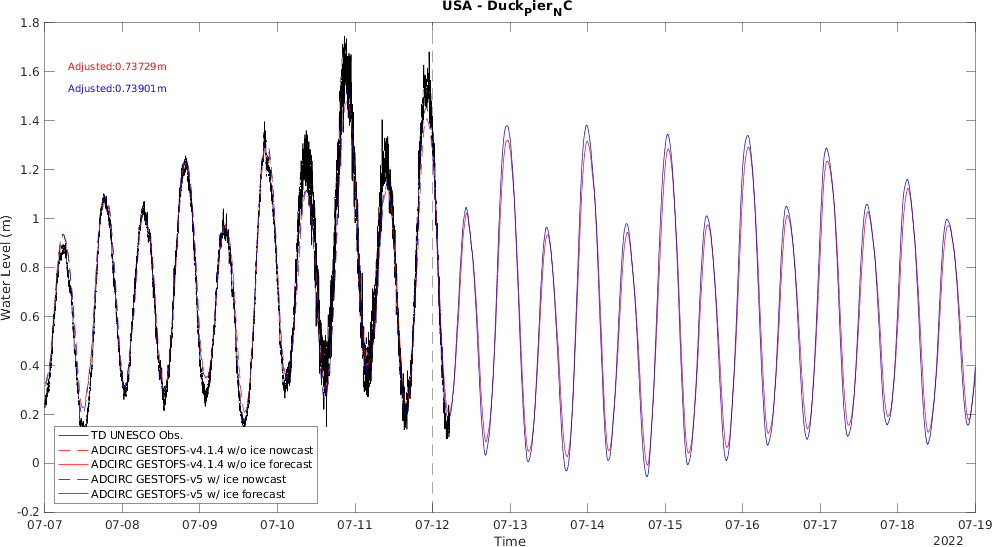 USA - DuckPierNC
1.8
1.6
1.4
1.2
1
0.8
0.6
0.4
0.2
0
-0.2
Water Level (m)
Adjusted:0.73729m
Adjusted:0.73901m
TD UNESCO Obs.
ADCIRC GESTOFS-v4.1.4 w/o ice nowcast
ADCIRC GESTOFS-v4.1.4 w/o ice forecast
ADCIRC GESTOFS-v5 w/ ice nowcast
ADCIRC GESTOFS-v5 w/ ice forecast
07-07 07-08 07-09 07-10 07-11 07-12 07-13 07-14 07-15 07-16 07-17 07-18 07-19
Time
2022